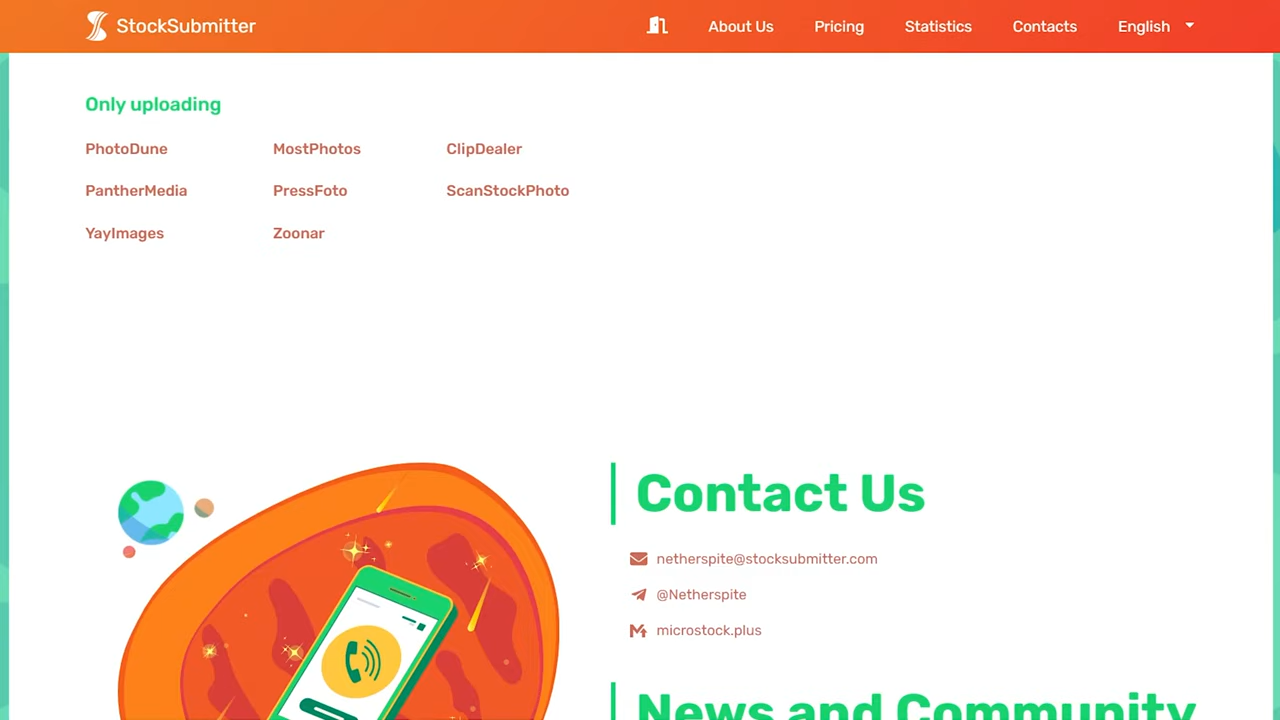 StockSubmitter
About Us
Pricing
Statistics
Contacts
English
Only uploading
PhotoDune
MostPhotos
ClipDealer
PantherMedia
PressFoto
ScanStockPhoto
YayImages
Zoonar
Contact Us
netherspite@stocksubmitter.com
@Netherspite
microstock.plus
News and Community